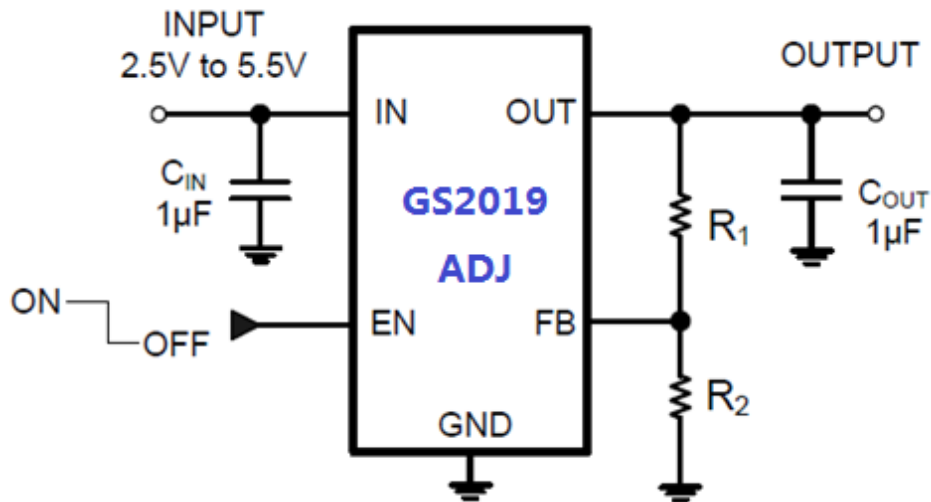 INPUT
2.5V to 5.5V
OUTPUT
IN
OUT
CIN
1µF
GS2019
ADJ
R1
COUT
1µF
ON
OFF
EN
FB
R2
GND